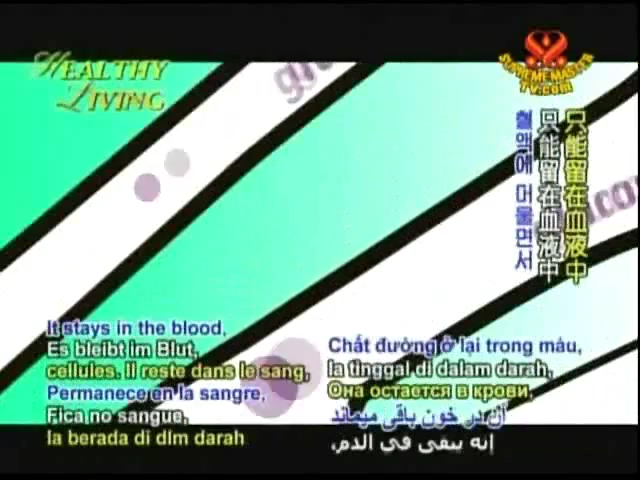 HEALTHY
LIVING
SUPREME MASTER
TV.com
只能留在血液中
只能留在血液中
혈액에 머물면서
It stays in the blood,
Es bleibt im Blut,
cellules. Il reste dans le sang,
Permanece en la sangre,
Fica no sangue,
Ia berada di dlm darah
Chất đường ở lại trong máu,
Ia tinggal di dalam darah,
Она остается в крови,
آن در خون باقی میماند
إنه يبقى في الدم،